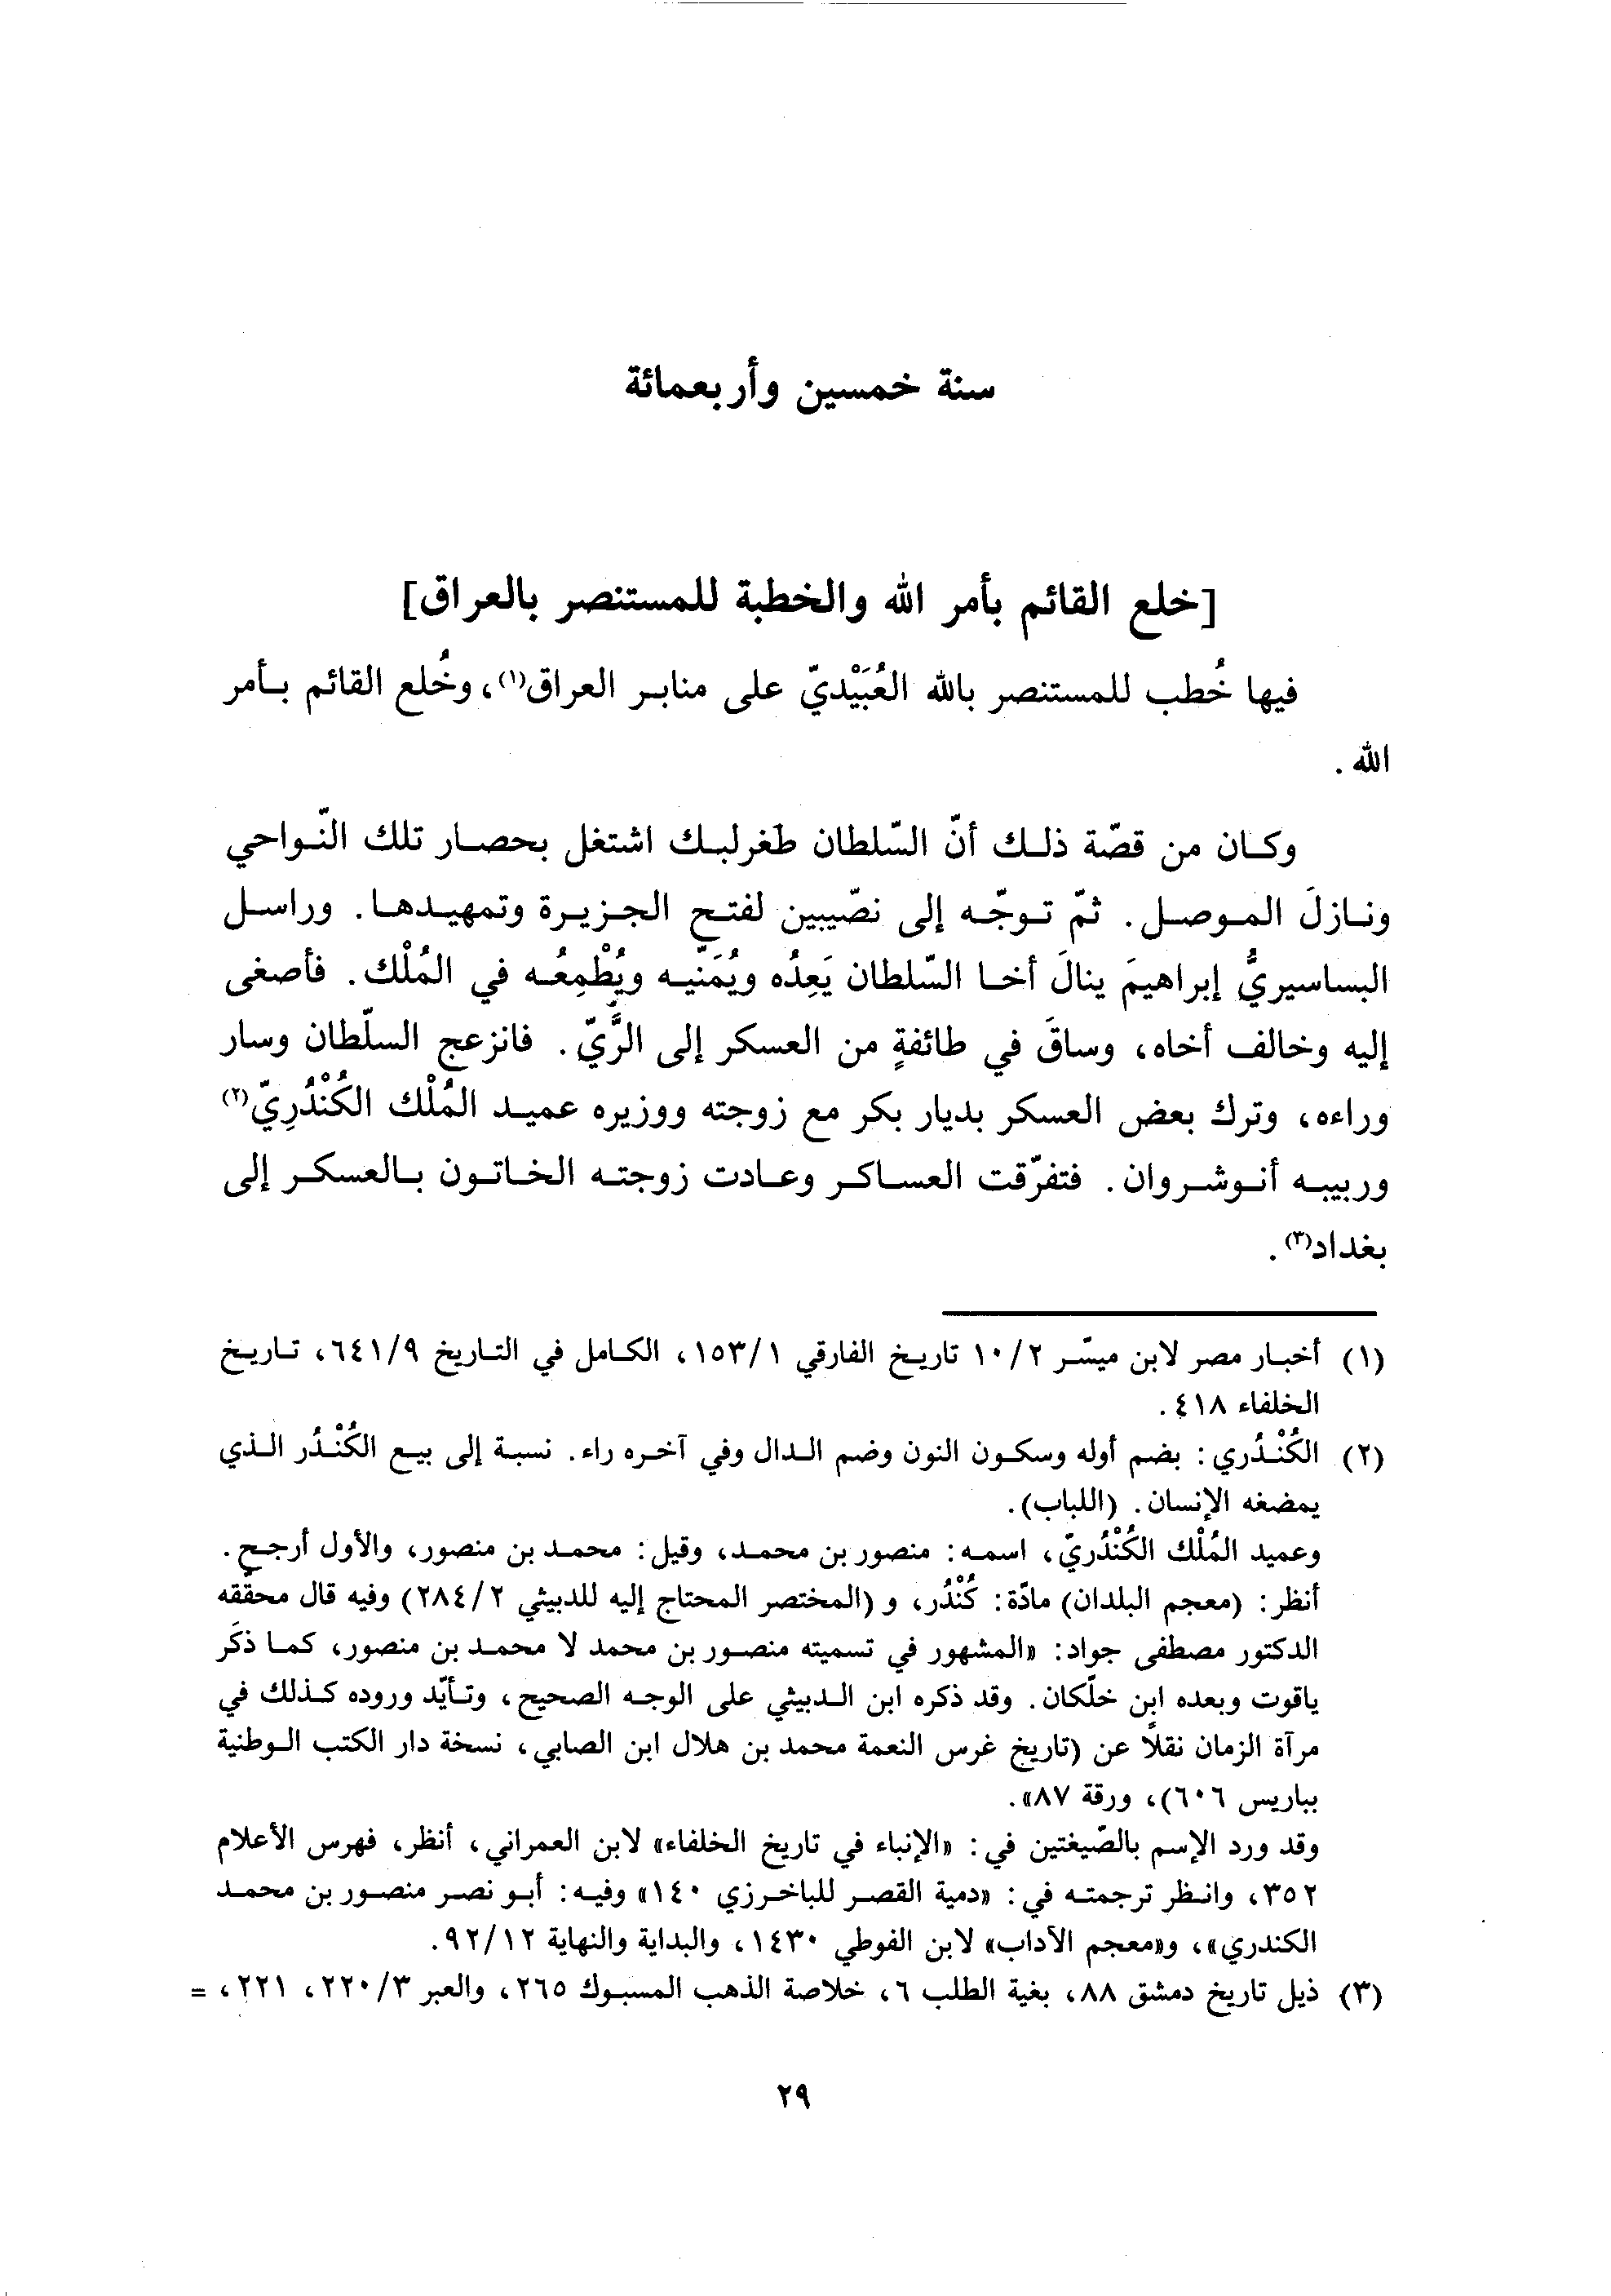 سنة خمسين وأربعمائة
[خلع القائم بأمر الله والخطبة للمستنصر بالعراق]
فيها خُطب للمستنصر بالله العُبَيْديّ على منابر العراق(١)، وخُلع القائم بأمر
الله .
وكان من قصّة ذلك أنّ السّلطان طغرلبك اشتغل بحصار تلك النّواحي
ونازلَ الموصل. ثمّ توجّه إلى نصّيبين لفتح الجزيرة وتمهيدها. وراسل
البساسيريُّ إبراهيمَ ينالَ أخا السّلطان يَعِدُه ويُمَنّيه ويُطْمِعُه في المُلْك. فأصغى
إليه وخالف أخاه، وساقَ في طائفةٍ من العسكر إلى الرَّيّ. فانزعج السلّطان وسار
وراءه، وترك بعض العسكر بديار بكر مع زوجته ووزيره عميد المُلْك الكُنْدُرِيّ(٢)
وربيبه أنوشروان. فتفرّقت العساكر وعادت زوجته الخاتون بالعسكر إلى
بغداد(٣).
(١) أخبار مصر لابن ميسّر ١٠/٢ تاريخ الفارقي ١٥٣/١، الكامل في التاريخ ٦٤١/٩، تاريخ
الخلفاء ٤١٨.
(٢) الكُنْدُري: بضم أوله وسكون النون وضم الدال وفي آخره راء. نسبة إلى بيع الكُنْدُر الذي
يمضغه الإنسان. (اللباب).
وعميد المُلْك الكُنْدُريّ، اسمه: منصور بن محمد، وقيل: محمد بن منصور، والأول أرجح.
أنظر: (معجم البلدان) مادّة: كُنْدُر، و (المختصر المحتاج إليه للدبيثي ٢٨٤/٢) وفيه قال محقّقه
الدكتور مصطفى جواد: «المشهور في تسميته منصور بن محمد لا محمد بن منصور، كما ذكَر
ياقوت وبعده ابن خلّكان. وقد ذكره ابن الدبيثي على الوجه الصحيح، وتأيّد وروده كذلك في
مرآة الزمان نقلاً عن (تاريخ غرس النعمة محمد بن هلال ابن الصابي، نسخة دار الكتب الوطنية
بباريس ٦٠٦)، ورقة ٨٧».
وقد ورد الإسم بالصّيغتين في: «الإنباء في تاريخ الخلفاء» لابن العمراني، أنظر، فهرس الأعلام
٣٥٢، وانظر ترجمته في: «دمية القصر للباخرزي ١٤٠» وفيه: أبو نصر منصور بن محمد
الكندري»، و«معجم الآداب» لابن الفوطي ١٤٣٠، والبداية والنهاية ٩٢/١٢.
(٣) ذيل تاريخ دمشق ٨٨، بغية الطلب ٦، خلاصة الذهب المسبوك ٢٦٥، والعبر ٢٢٠/٣، ٢٢١، =
٢٩